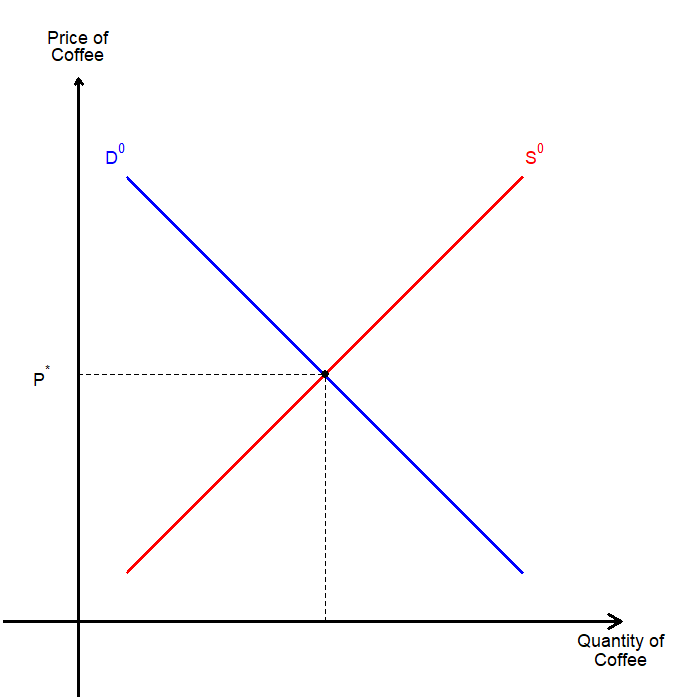 Price of
Coffee
D⁰
S⁰
P*
Quantity of
Coffee